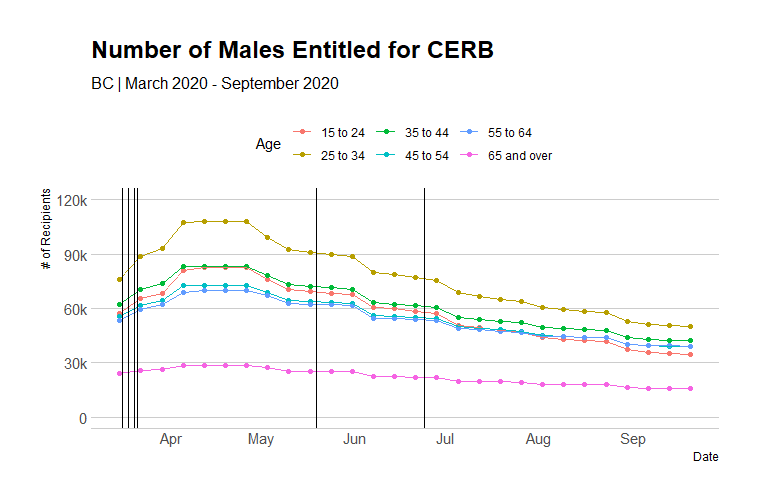 Number of Males Entitled for CERB
BC | March 2020 - September 2020
Age
15 to 24 35 to 44 55 to 64
25 to 34 45 to 54 65 and over
# of Recipients
120k
90k
60k
30k
0
Apr May Jun Jul Aug Sep
Date